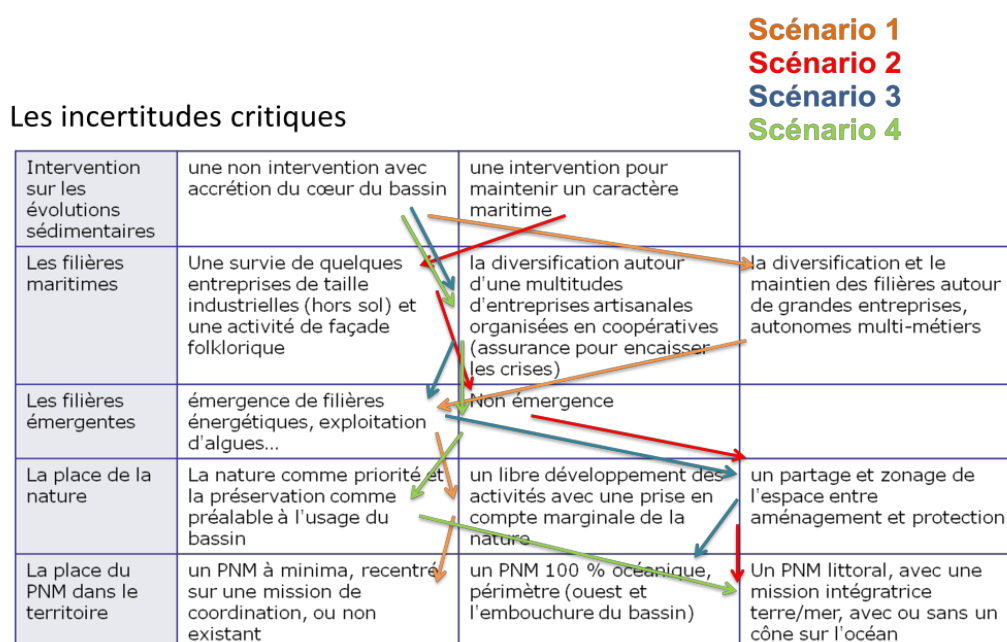 Scénario 1
Scénario 2
Scénario 3
Scénario 4
Les incertitudes critiques
Intervention
sur les
évolutions
sédimentaires
une non intervention avec
accrétion du cœur du bassin
une intervention pour
maintenir un caractère
maritime
Les filières
maritimes
Une survie de quelques
entreprises de taille
industrielles (hors sol) et
une activité de façade
folklorique
la diversification autour
d'une multitudes
d'entreprises artisanales
organisées en coopératives
(assurance pour encaisser
les crises)
la diversification et le
maintien des filières autour
de grandes entreprises,
autonomes multi-métiers
Les filières
émergentes
émergence de filières
énergétiques, exploitation
d'algues...
Non émergence
La place de la
nature
La nature comme priorité et
la préservation comme
préalable à l'usage du
bassin
un libre développement des
activités avec une prise en
compte marginale de la
nature
un partage et zonage de
l'espace entre
aménagement et protection
La place du
PNM dans le
territoire
un PNM à minima, recentré
sur une mission de
coordination, ou non
existant
un PNM 100 % océanique,
périmètre (ouest et
l'embouchure du bassin)
Un PNM littoral, avec une
mission intégratrice
terre/mer, avec ou sans un
cône sur l'océan